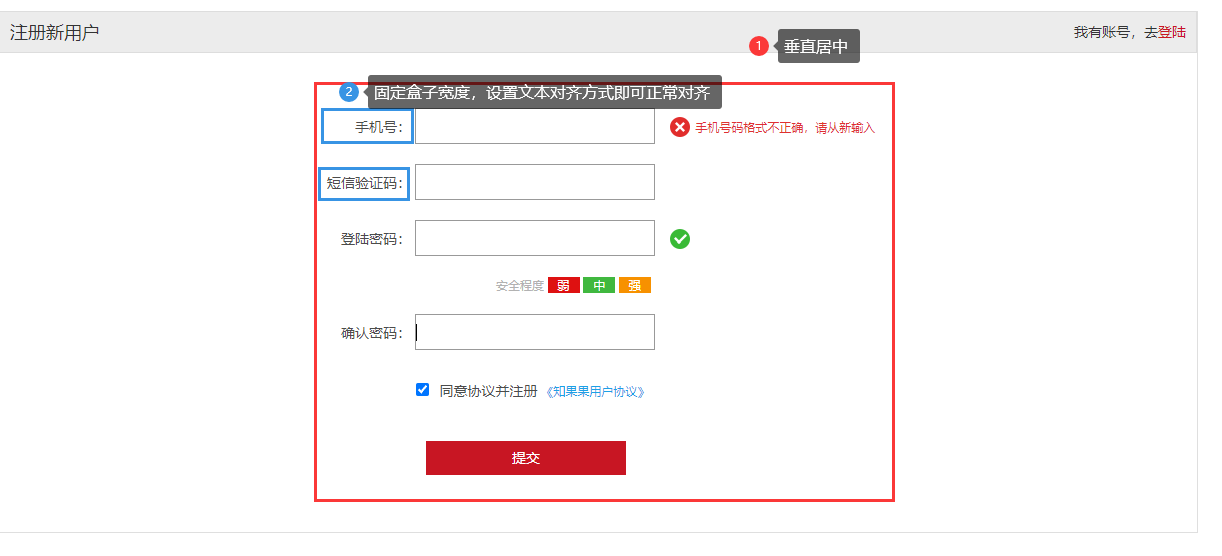 注册新用户
我有账号，去登陆
1 垂直居中
2 固定盒子宽度，设置文本对齐方式即可正常对齐
手机号：
手机号码格式不正确，请从新输入
短信验证码：
登陆密码：
安全程度 弱 中 强
确认密码：
同意协议并注册《知果果用户协议》
提交